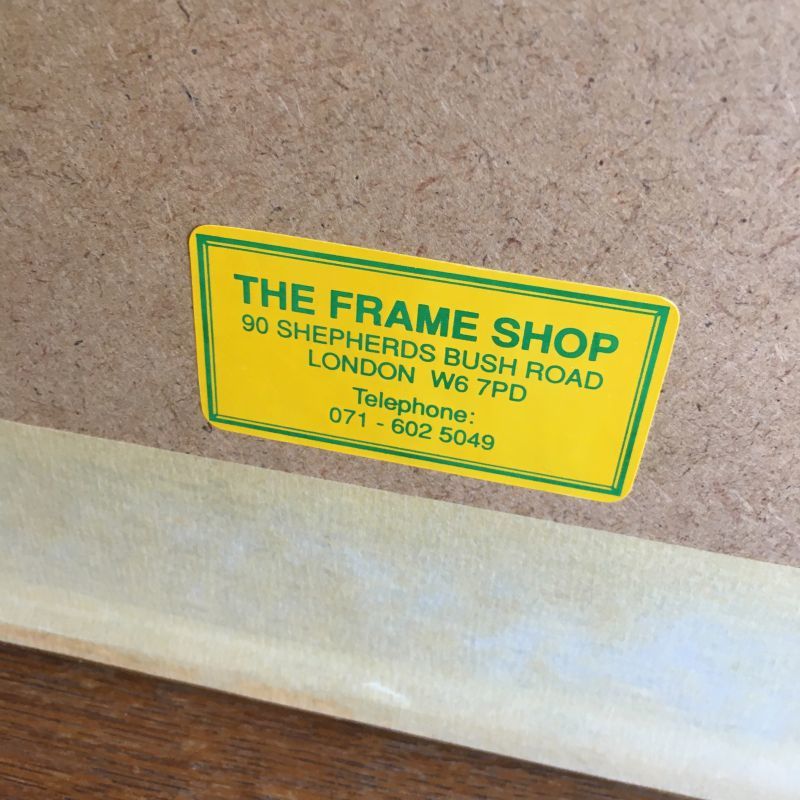 THE FRAME SHOP
90 SHEPHERDS BUSH ROAD
LONDON W6 7PD
Telephone:
071 - 602 5049